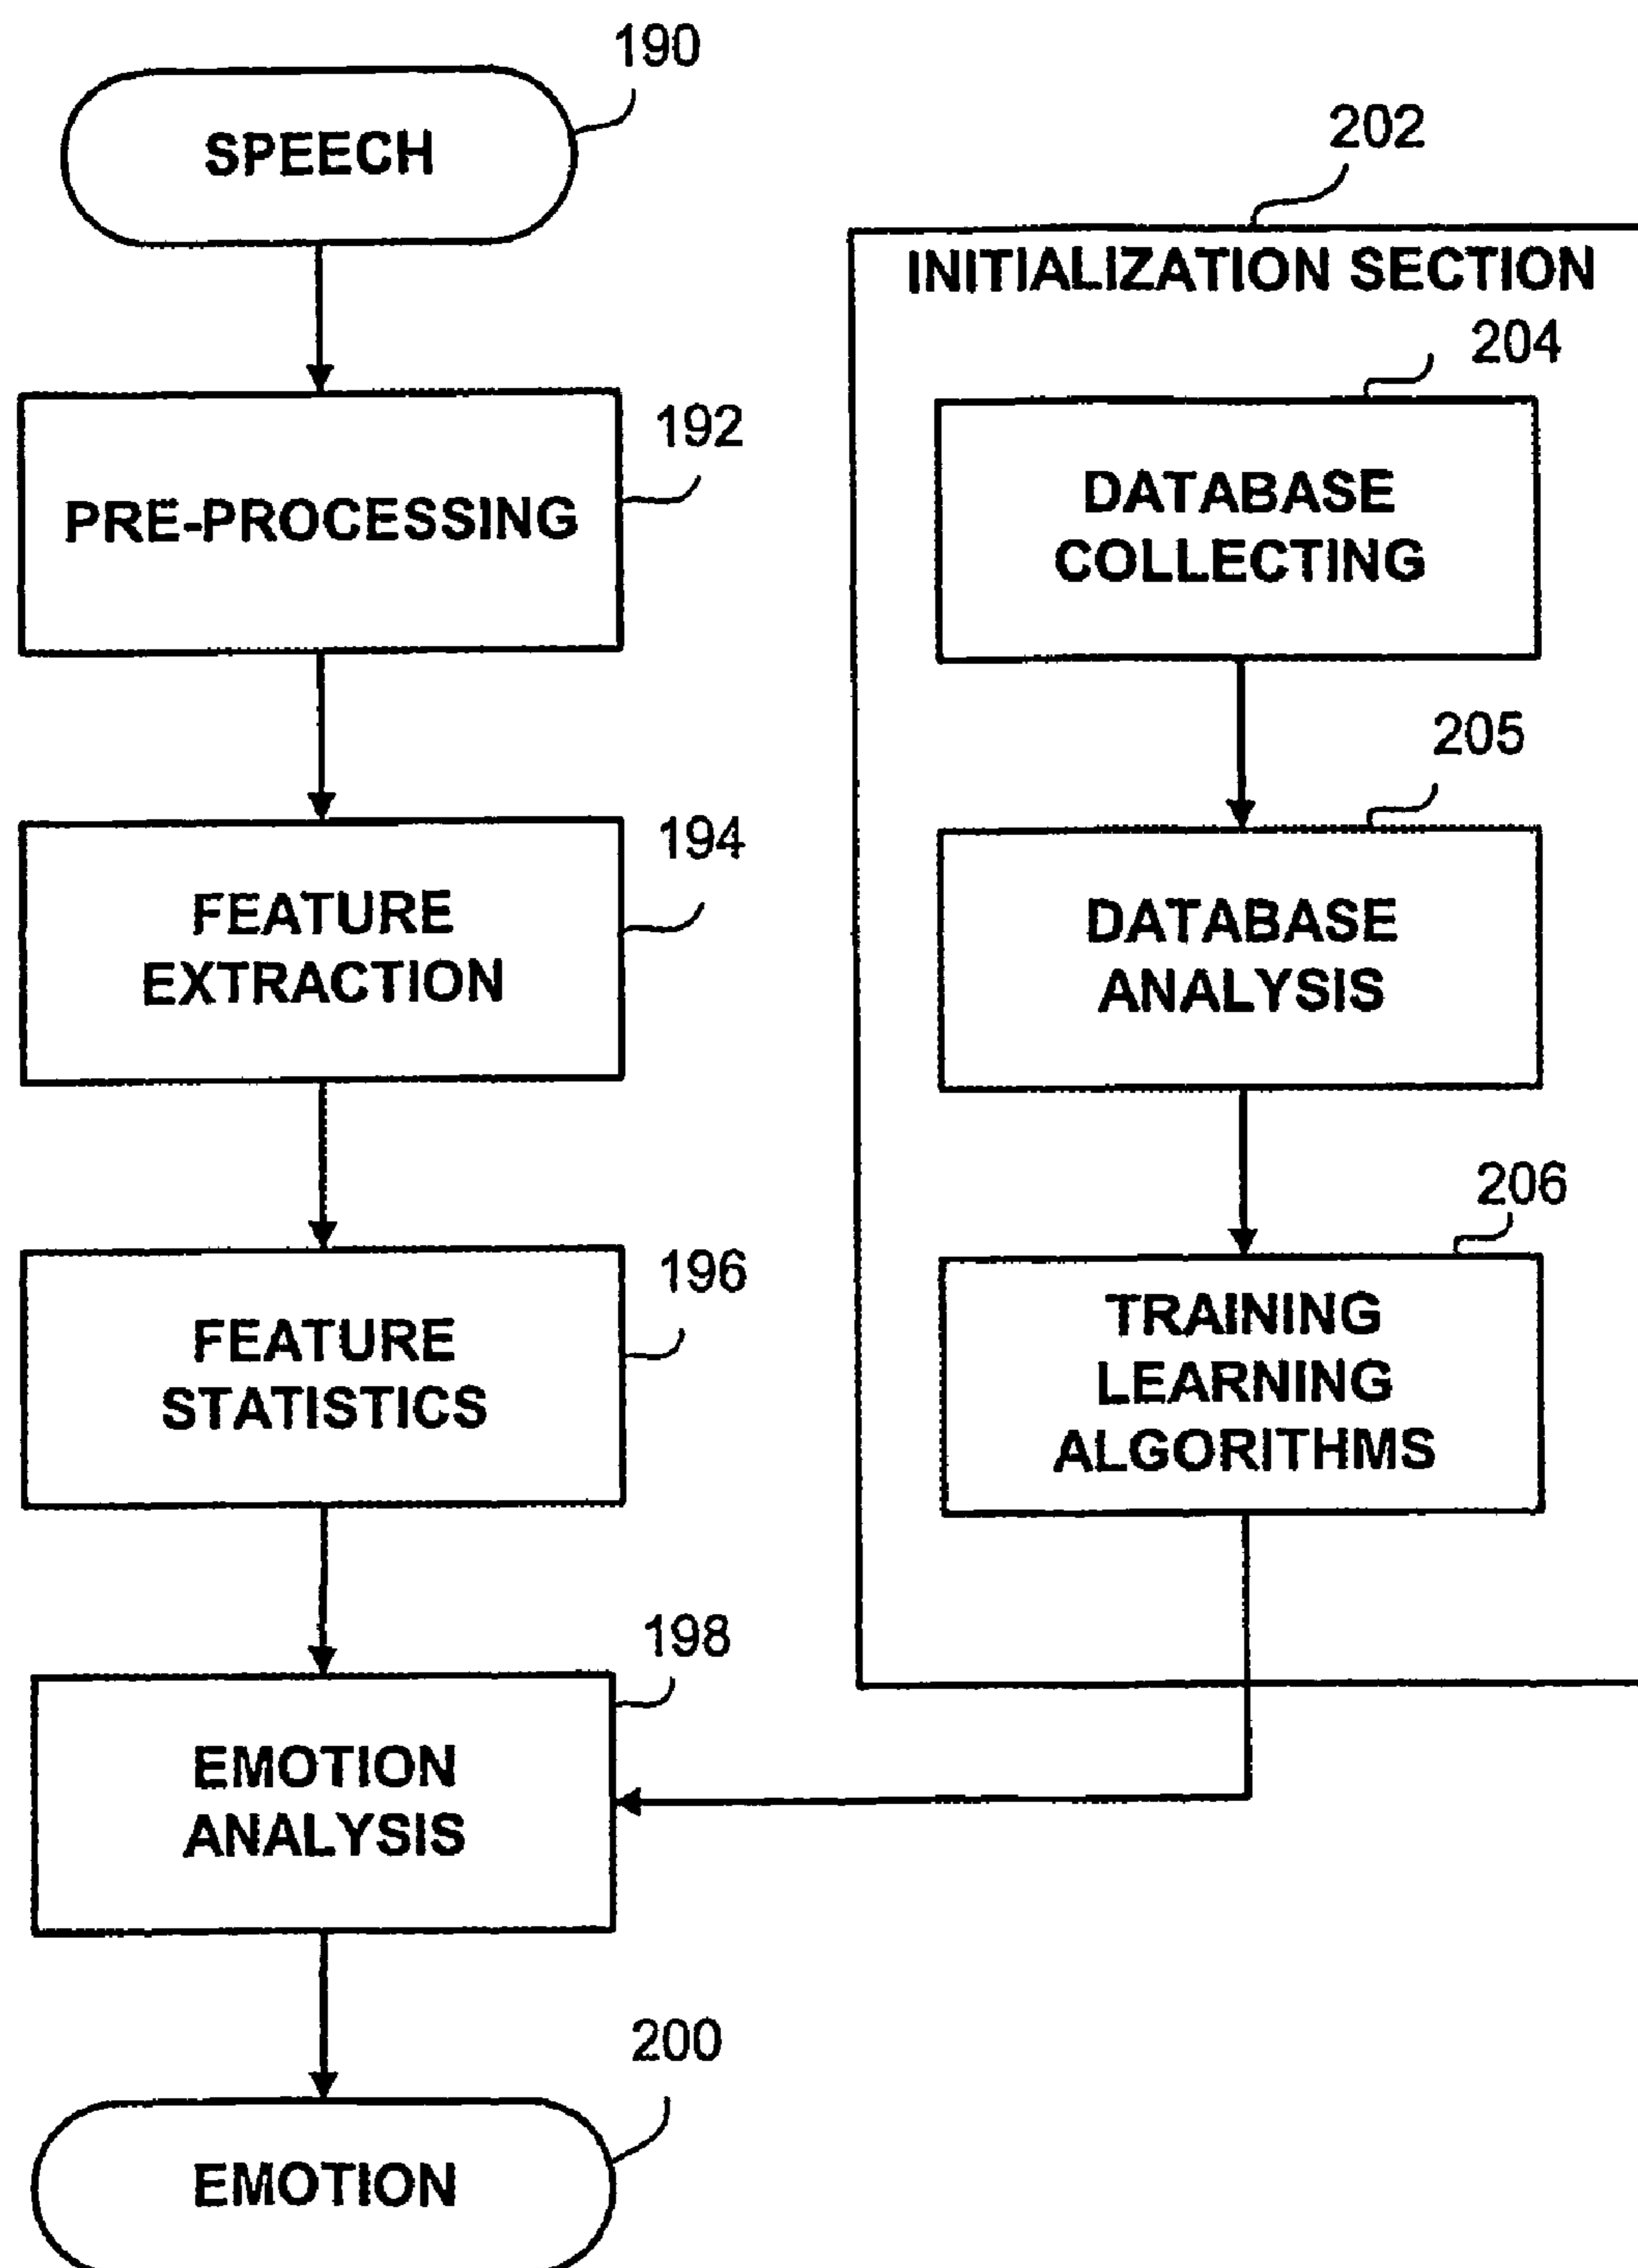 190
SPEECH
192
PRE-PROCESSING
194
FEATURE
EXTRACTION
196
FEATURE
STATISTICS
198
EMOTION
ANALYSIS
200
EMOTION
202
INITIALIZATION SECTION
204
DATABASE
COLLECTING
205
DATABASE
ANALYSIS
206
TRAINING
LEARNING
ALGORITHMS